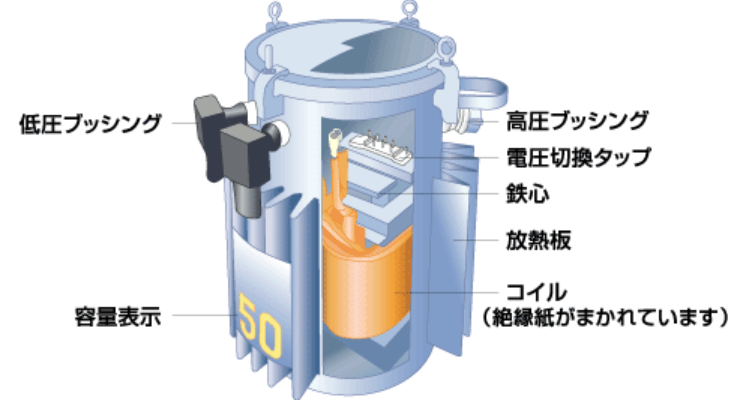 低圧ブッシング
容量表示
50
高圧ブッシング
電圧切換タップ
鉄心
放熱板
コイル
（絶縁紙がまかれています）